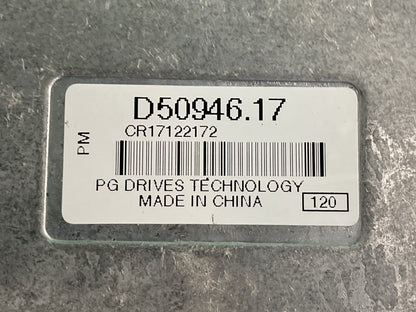 D50946.17
PM
CR17122172
PG DRIVES TECHNOLOGY
MADE IN CHINA
120